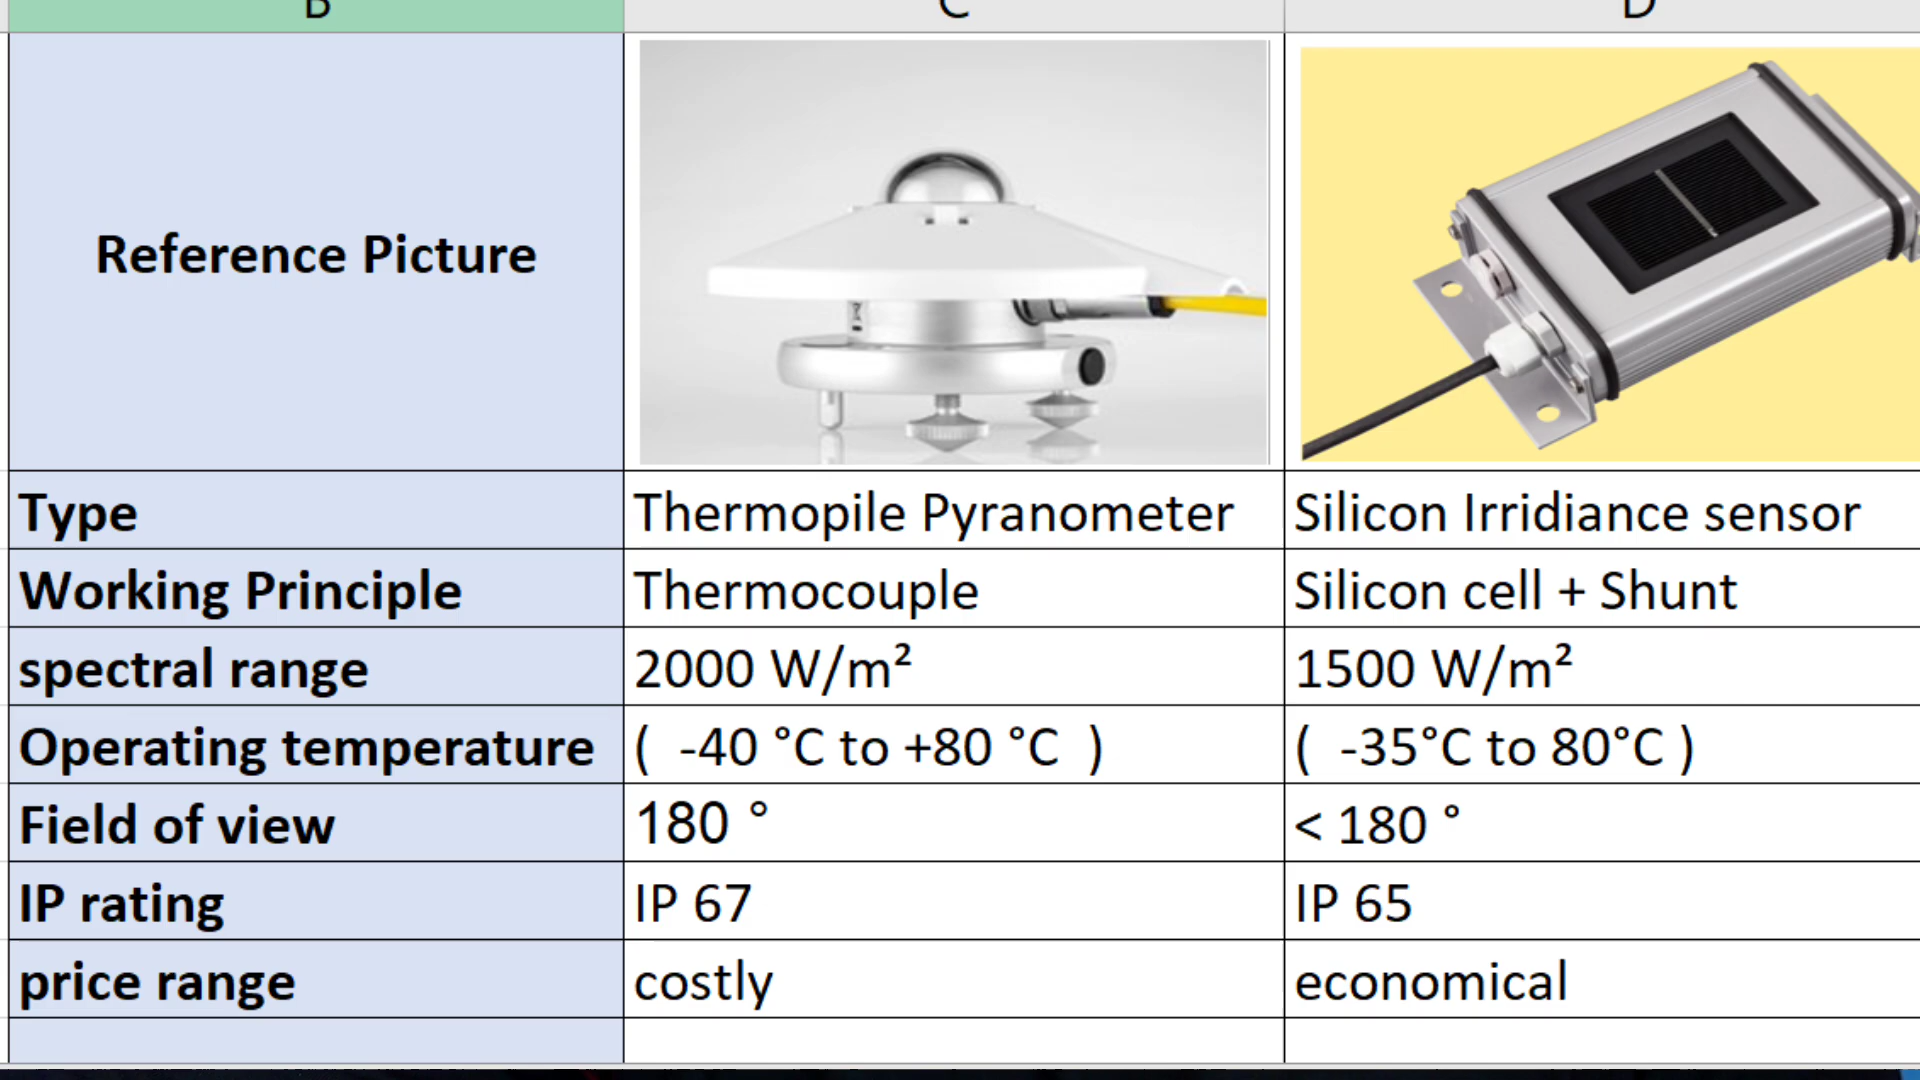 B C D
Reference Picture
Type Thermopile Pyranometer Silicon Irridiance sensor
Working Principle Thermocouple Silicon cell + Shunt
spectral range 2000 W/m² 1500 W/m²
Operating temperature ( -40 °C to +80 °C ) ( -35°C to 80°C )
Field of view 180 ° < 180 °
IP rating IP 67 IP 65
price range costly economical